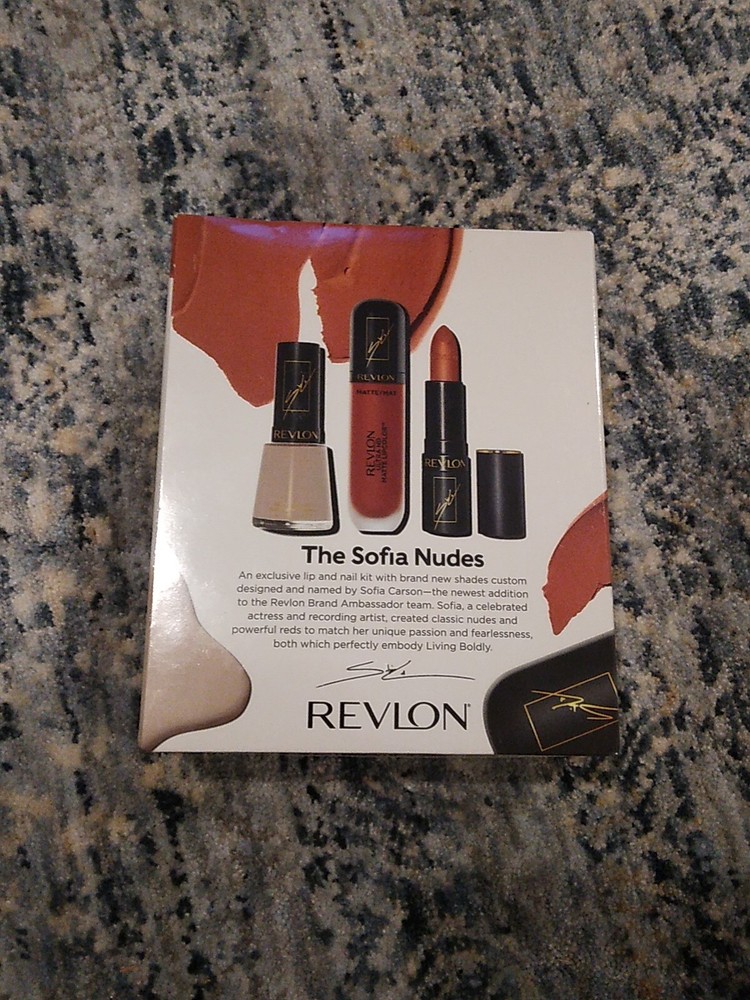 REVLON
MATTE/MAT
REVLON
ULTRA HD
MATTE LIPCOLOR™
REVLON
REVLON
The Sofia Nudes
An exclusive lip and nail kit with brand new shades custom
designed and named by Sofia Carson—the newest addition
to the Revlon Brand Ambassador team. Sofia, a celebrated
actress and recording artist, created classic nudes and
powerful reds to match her unique passion and fearlessness,
both which perfectly embody Living Boldly.
REVLON®